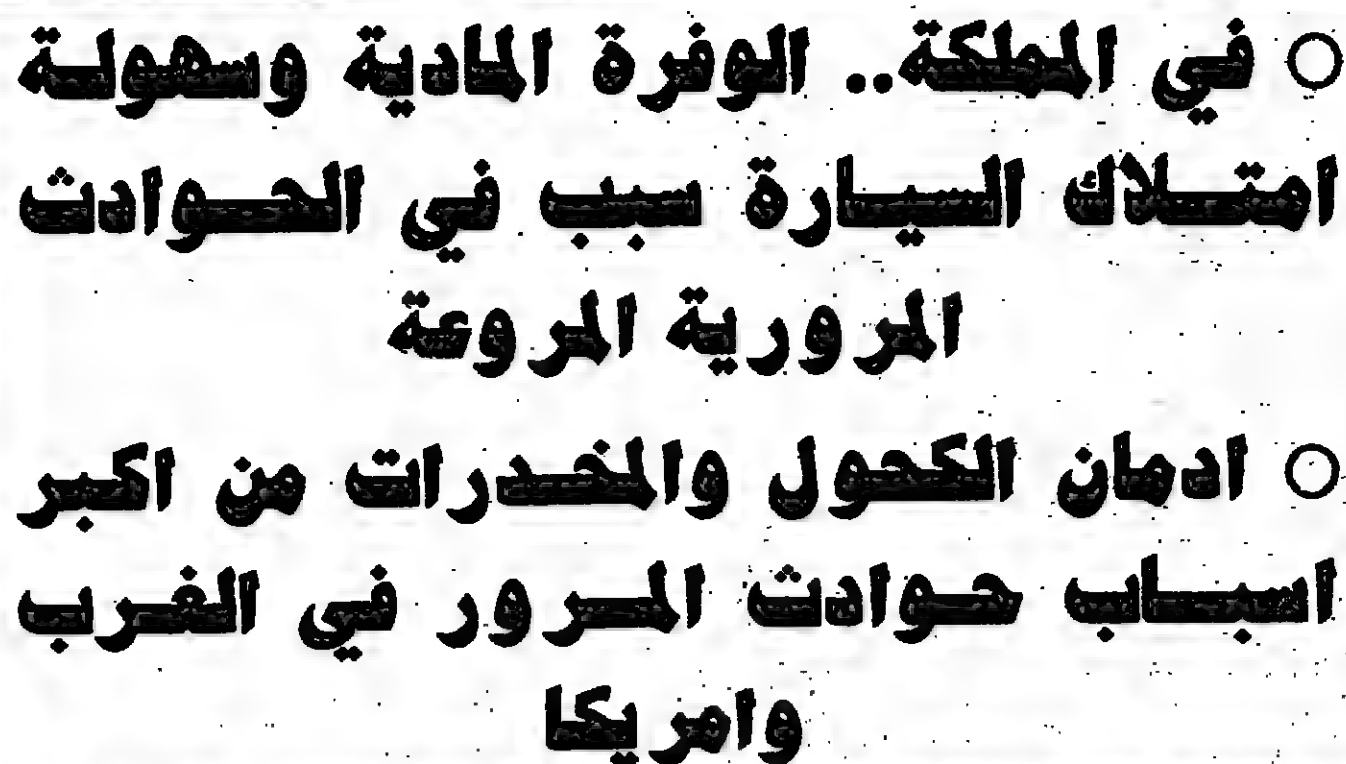 ○ في المملكة.. الوفرة المادية وسهولة
امتلاك السيارة سبب في الحوادث
المرورية المروعة
○ ادمان الكحول والمخدرات من اكبر
اسباب حوادث المرور في الغرب
وامريكا